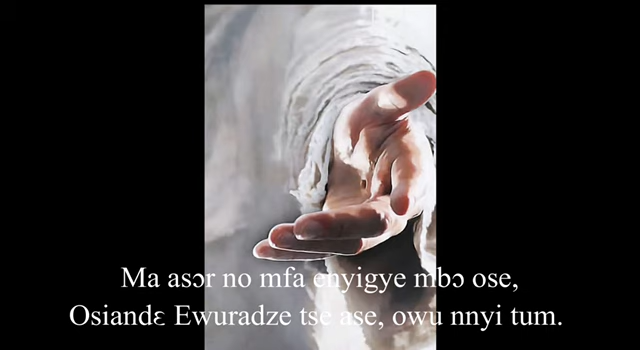 Ma asɔr no mfa enyigye mbɔ ose,
Osiandɛ Ewuradze tse ase, owu nnyi tum.